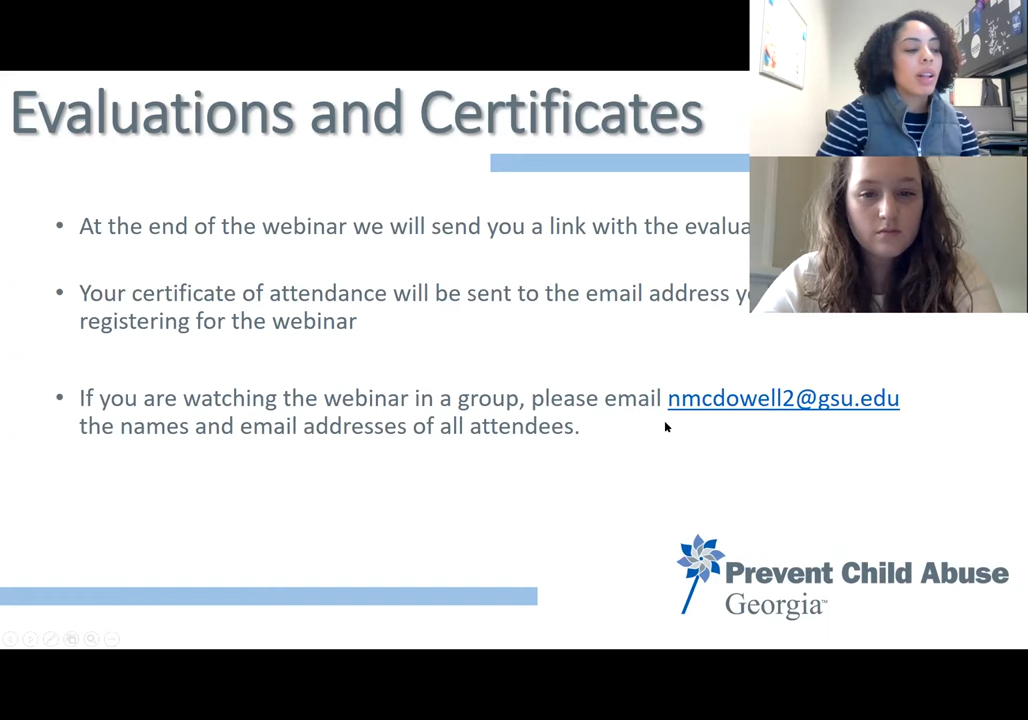 Evaluations and Certificates
• At the end of the webinar we will send you a link with the evalua
• Your certificate of attendance will be sent to the email address y
registering for the webinar
• If you are watching the webinar in a group, please email nmcdowell2@gsu.edu
the names and email addresses of all attendees.
Prevent Child Abuse
Georgia™